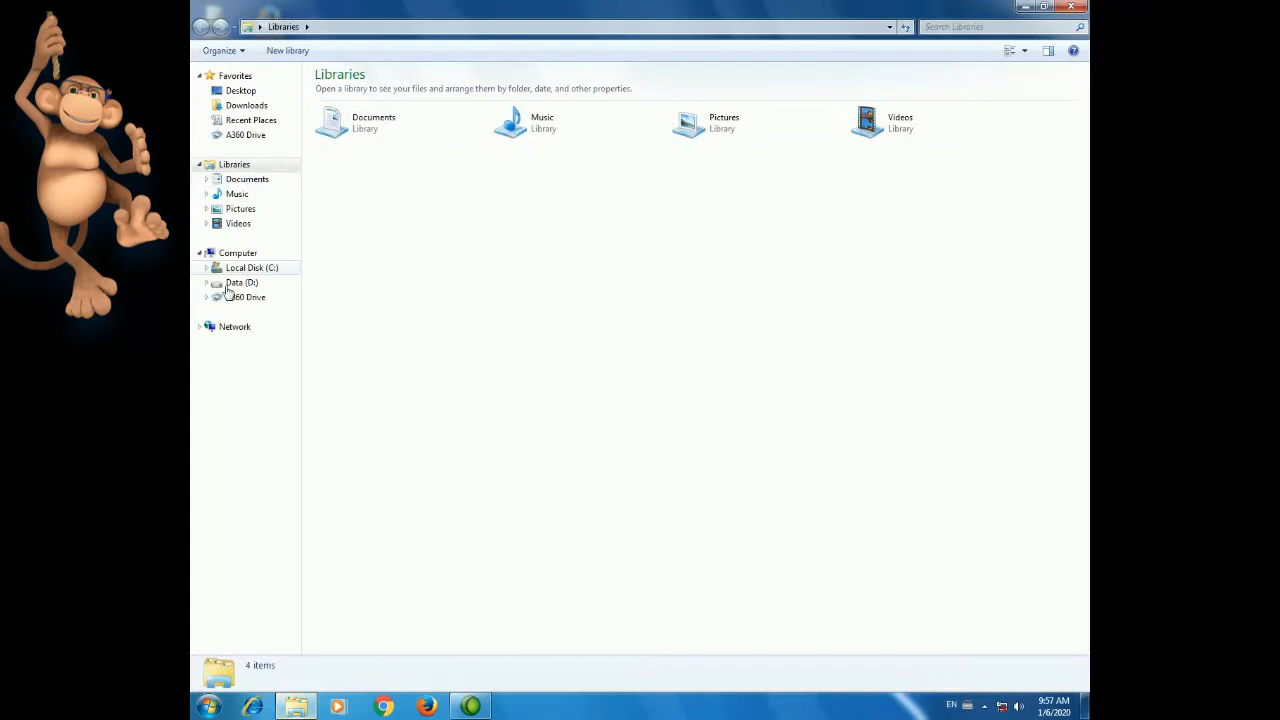 Libraries
Search Libraries
Organize
New library
Favorites
Desktop
Downloads
Recent Places
A360 Drive
Libraries
Documents
Music
Pictures
Videos
Computer
Local Disk (C:)
Data (D:)
A360 Drive
Network
Libraries
Open a library to see your files and arrange them by folder, date, and other properties.
Documents
Library
Music
Library
Pictures
Library
Videos
Library
4 items
EN
9:57 AM
1/6/2020